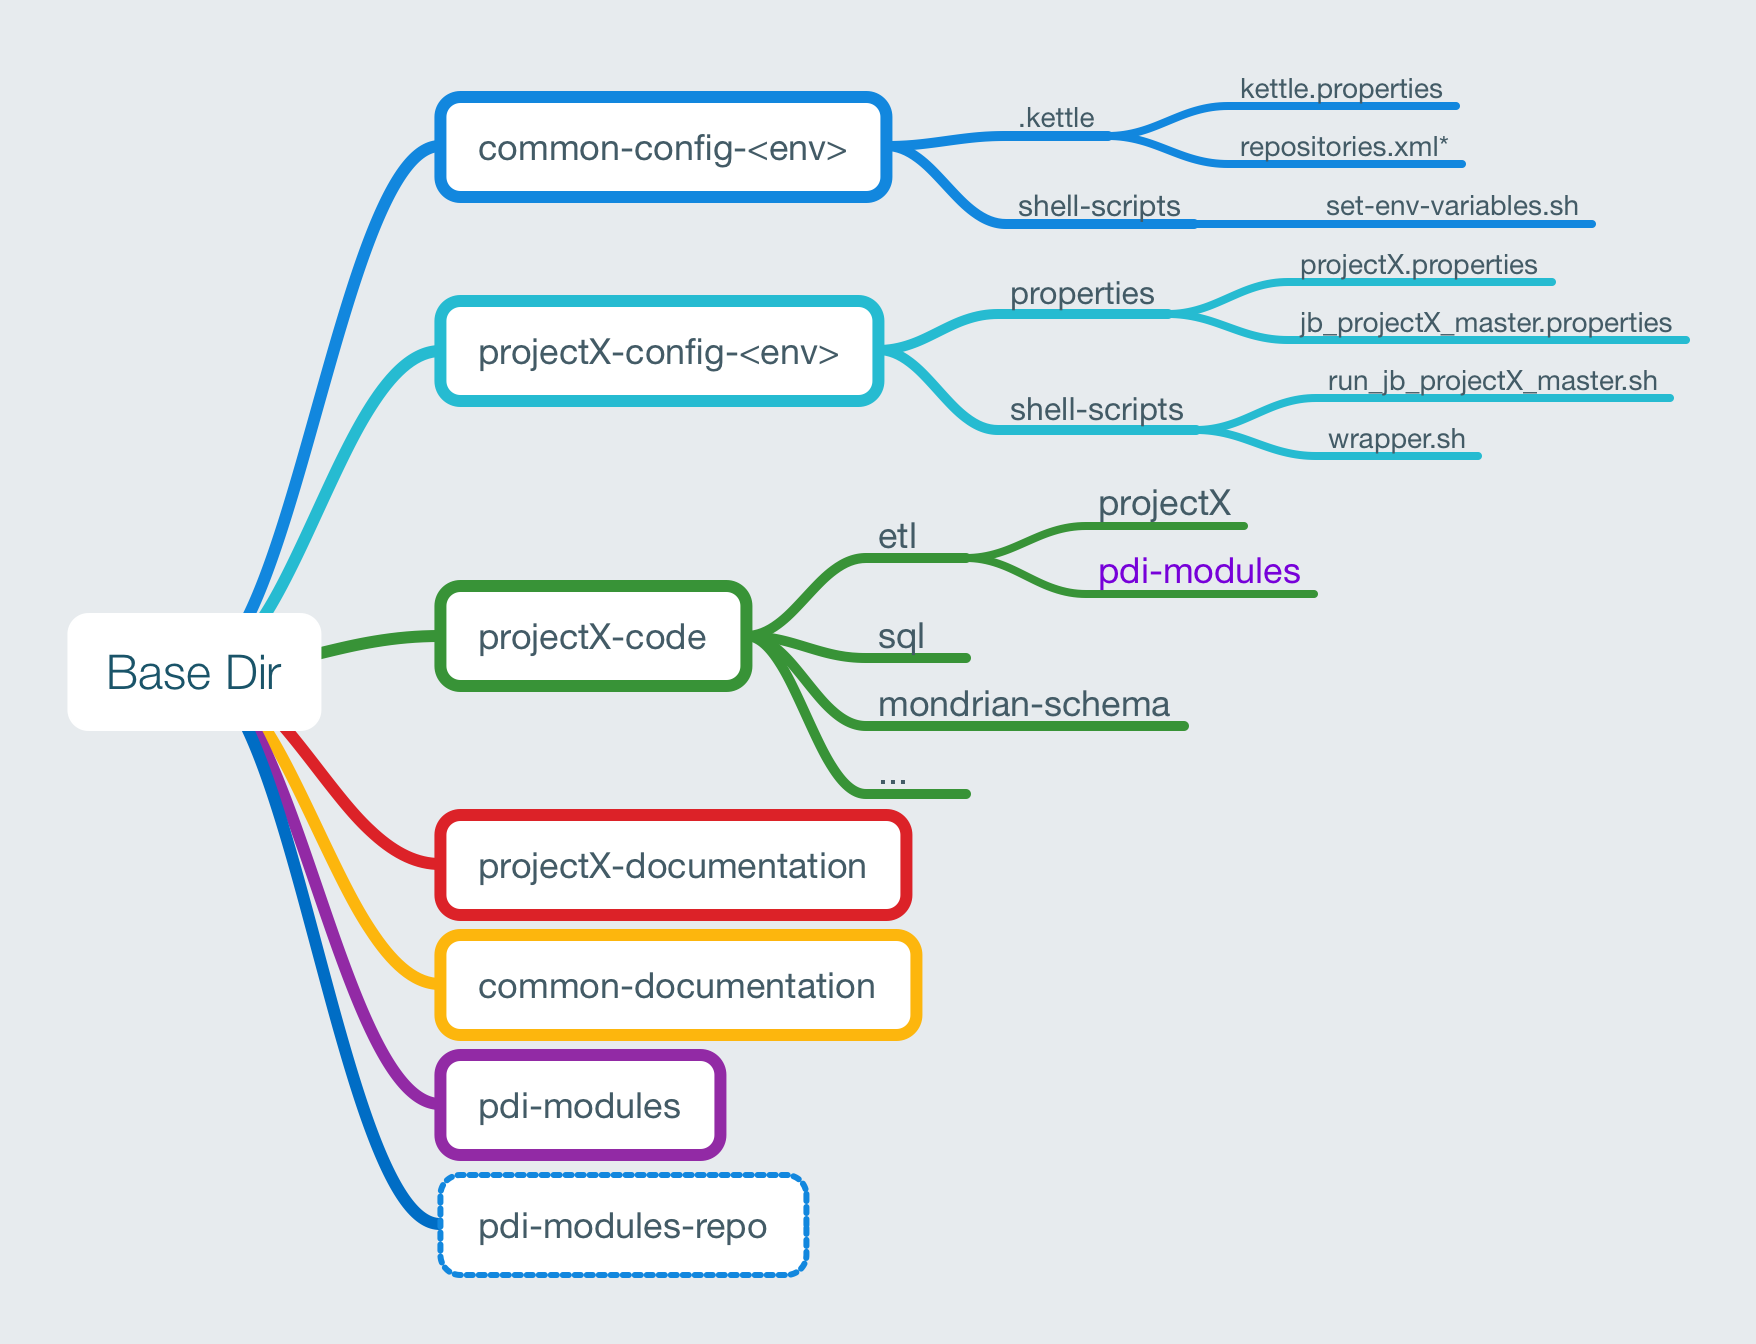 Base Dir
common-config-<env>
.kettle
kettle.properties
repositories.xml*
shell-scripts
set-env-variables.sh
projectX-config-<env>
properties
projectX.properties
jb_projectX_master.properties
shell-scripts
run_jb_projectX_master.sh
wrapper.sh
projectX-code
etl
projectX
pdi-modules
sql
mondrian-schema
...
projectX-documentation
common-documentation
pdi-modules
pdi-modules-repo